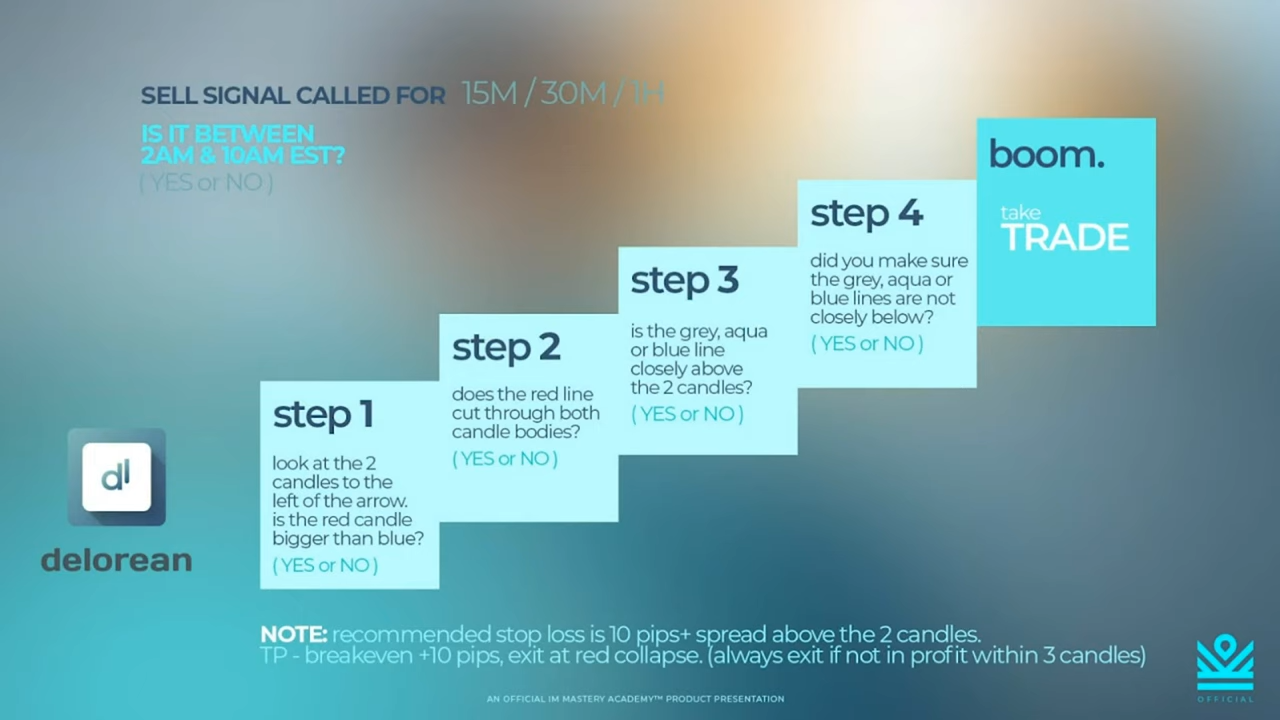 SELL SIGNAL CALLED FOR 15M / 30M / 1H
IS IT BETWEEN
2AM & 10AM EST?
( YES or NO )
step 1
look at the 2
candles to the
left of the arrow.
is the red candle
bigger than blue?
( YES or NO )
step 2
does the red line
cut through both
candle bodies?
( YES or NO )
step 3
is the grey, aqua
or blue line
closely above
the 2 candles?
( YES or NO )
step 4
did you make sure
the grey, aqua or
blue lines are not
closely below?
( YES or NO )
boom.
take
TRADE
dl
delorean
NOTE: recommended stop loss is 10 pips+ spread above the 2 candles.
TP - breakeven +10 pips, exit at red collapse. (always exit if not in profit within 3 candles)
AN OFFICIAL IM MASTERY ACADEMY™ PRODUCT PRESENTATION
OFFICIAL